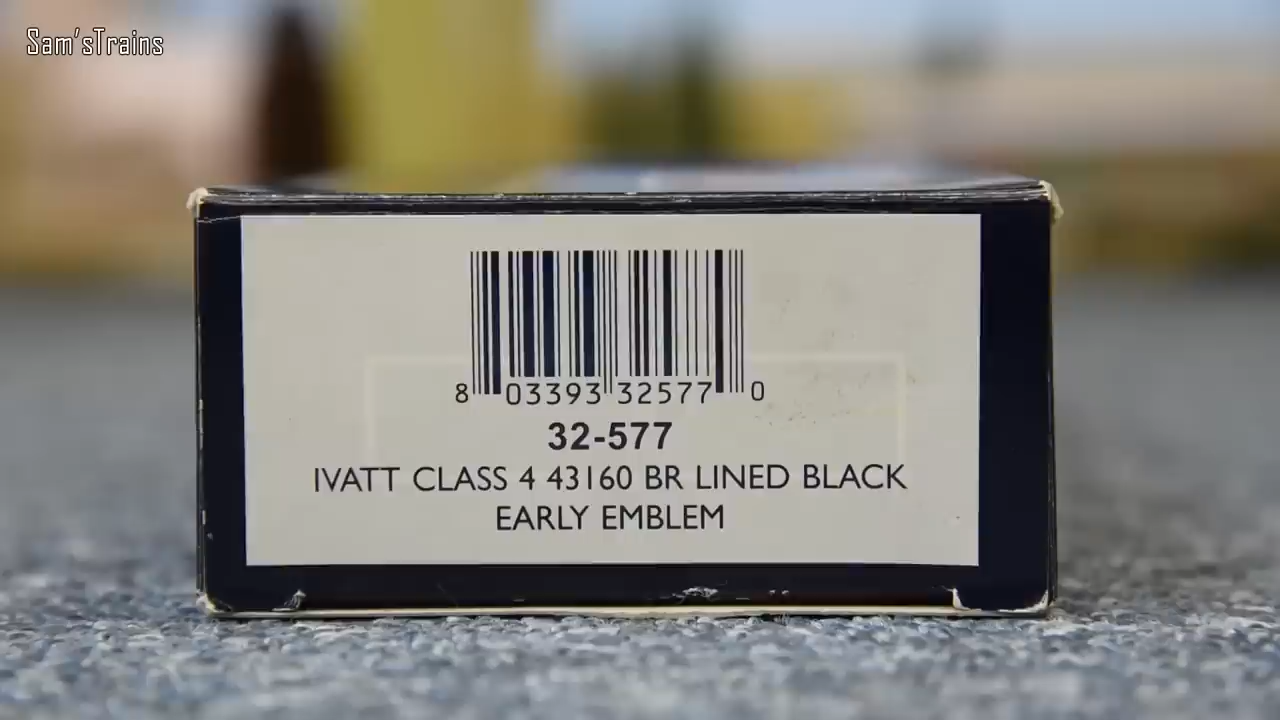 Sam'sTrains
8 03393 32577 0
32-577
IVATT CLASS 4 43160 BR LINED BLACK
EARLY EMBLEM